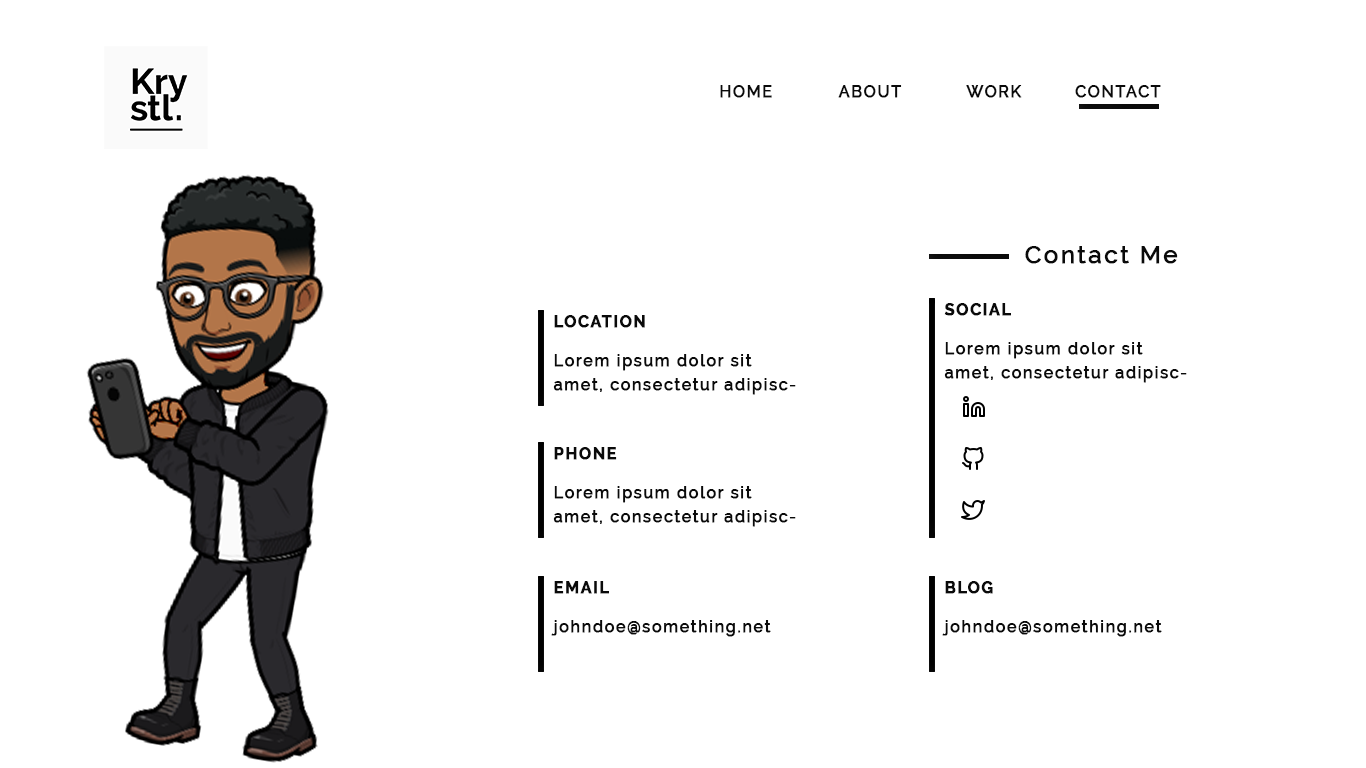 Kry
stl.
HOME ABOUT WORK CONTACT
Contact Me
LOCATION
Lorem ipsum dolor sit
amet, consectetur adipisc-
PHONE
Lorem ipsum dolor sit
amet, consectetur adipisc-
EMAIL
johndoe@something.net
SOCIAL
Lorem ipsum dolor sit
amet, consectetur adipisc-
in
BLOG
johndoe@something.net